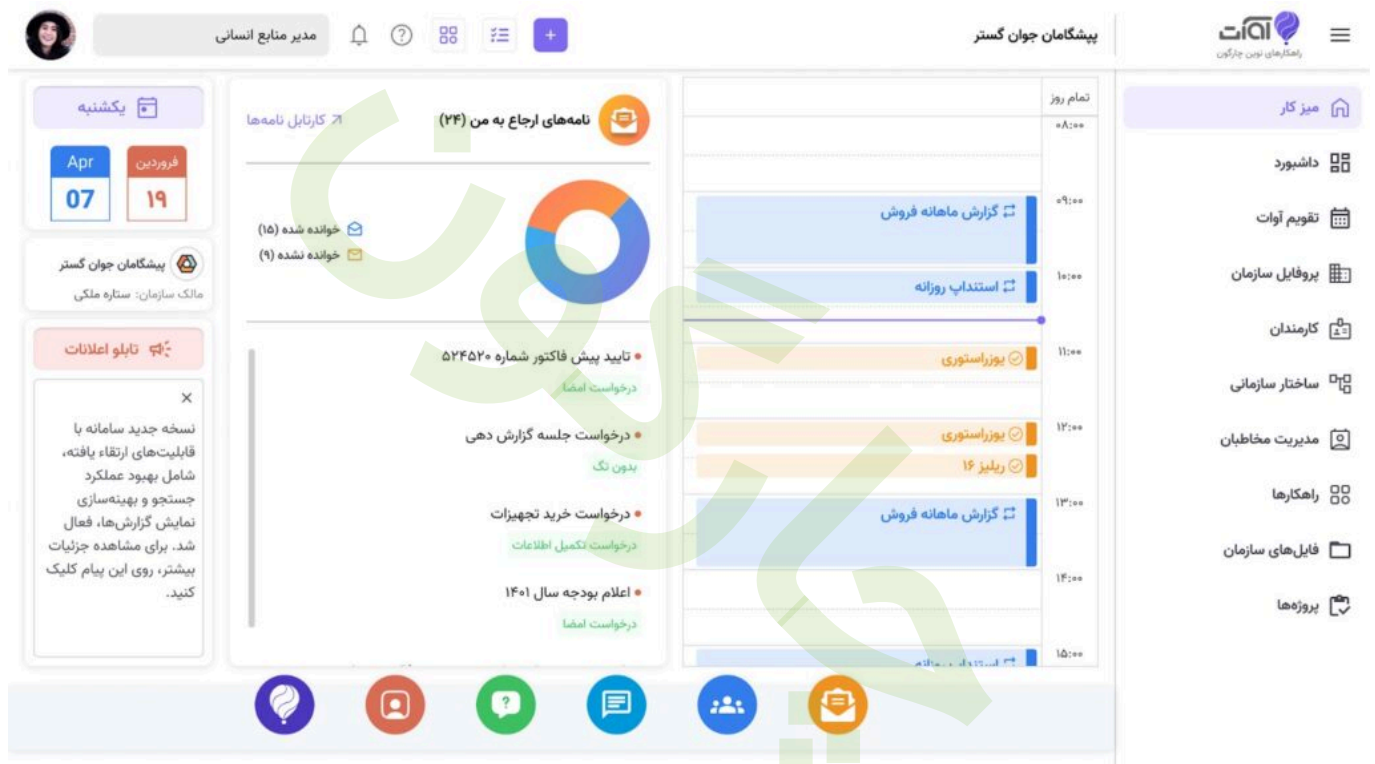 آوات
راهکارهای نوین چارگون
پیشگامان جوان گستر
+
?
مدیر منابع انسانی
میز کار
داشبورد
تقویم آوات
پروفایل سازمان
کارمندان
ساختار سازمانی
مدیریت مخاطبان
راهکارها
فایل‌های سازمان
پروژه‌ها
تمام روز
۰۸:۰۰
۰۹:۰۰
گزارش ماهانه فروش
۱۰:۰۰
استنداپ روزانه
۱۱:۰۰
یوزراستوری
۱۲:۰۰
یوزراستوری
ریلیز ۱۶
۱۳:۰۰
گزارش ماهانه فروش
۱۴:۰۰
۱۵:۰۰
استنداپ روزانه
نامه‌های ارجاع به من (۲۴)
کارتابل نامه‌ها
خوانده شده (۱۵)
خوانده نشده (۹)
تایید پیش فاکتور شماره ۵۲۴۵۲۰
درخواست امضا
درخواست جلسه گزارش دهی
بدون تگ
درخواست خرید تجهیزات
درخواست تکمیل اطلاعات
اعلام بودجه سال ۱۴۰۱
درخواست امضا
یکشنبه
فروردین
۱۹
Apr
07
پیشگامان جوان گستر
مالک سازمان: ستاره ملکی
تابلو اعلانات
نسخه جدید سامانه با
قابلیت‌های ارتقاء یافته،
شامل بهبود عملکرد
جستجو و بهینه‌سازی
نمایش گزارش‌ها، فعال
شد. برای مشاهده جزئیات
بیشتر، روی این پیام کلیک
کنید.
?